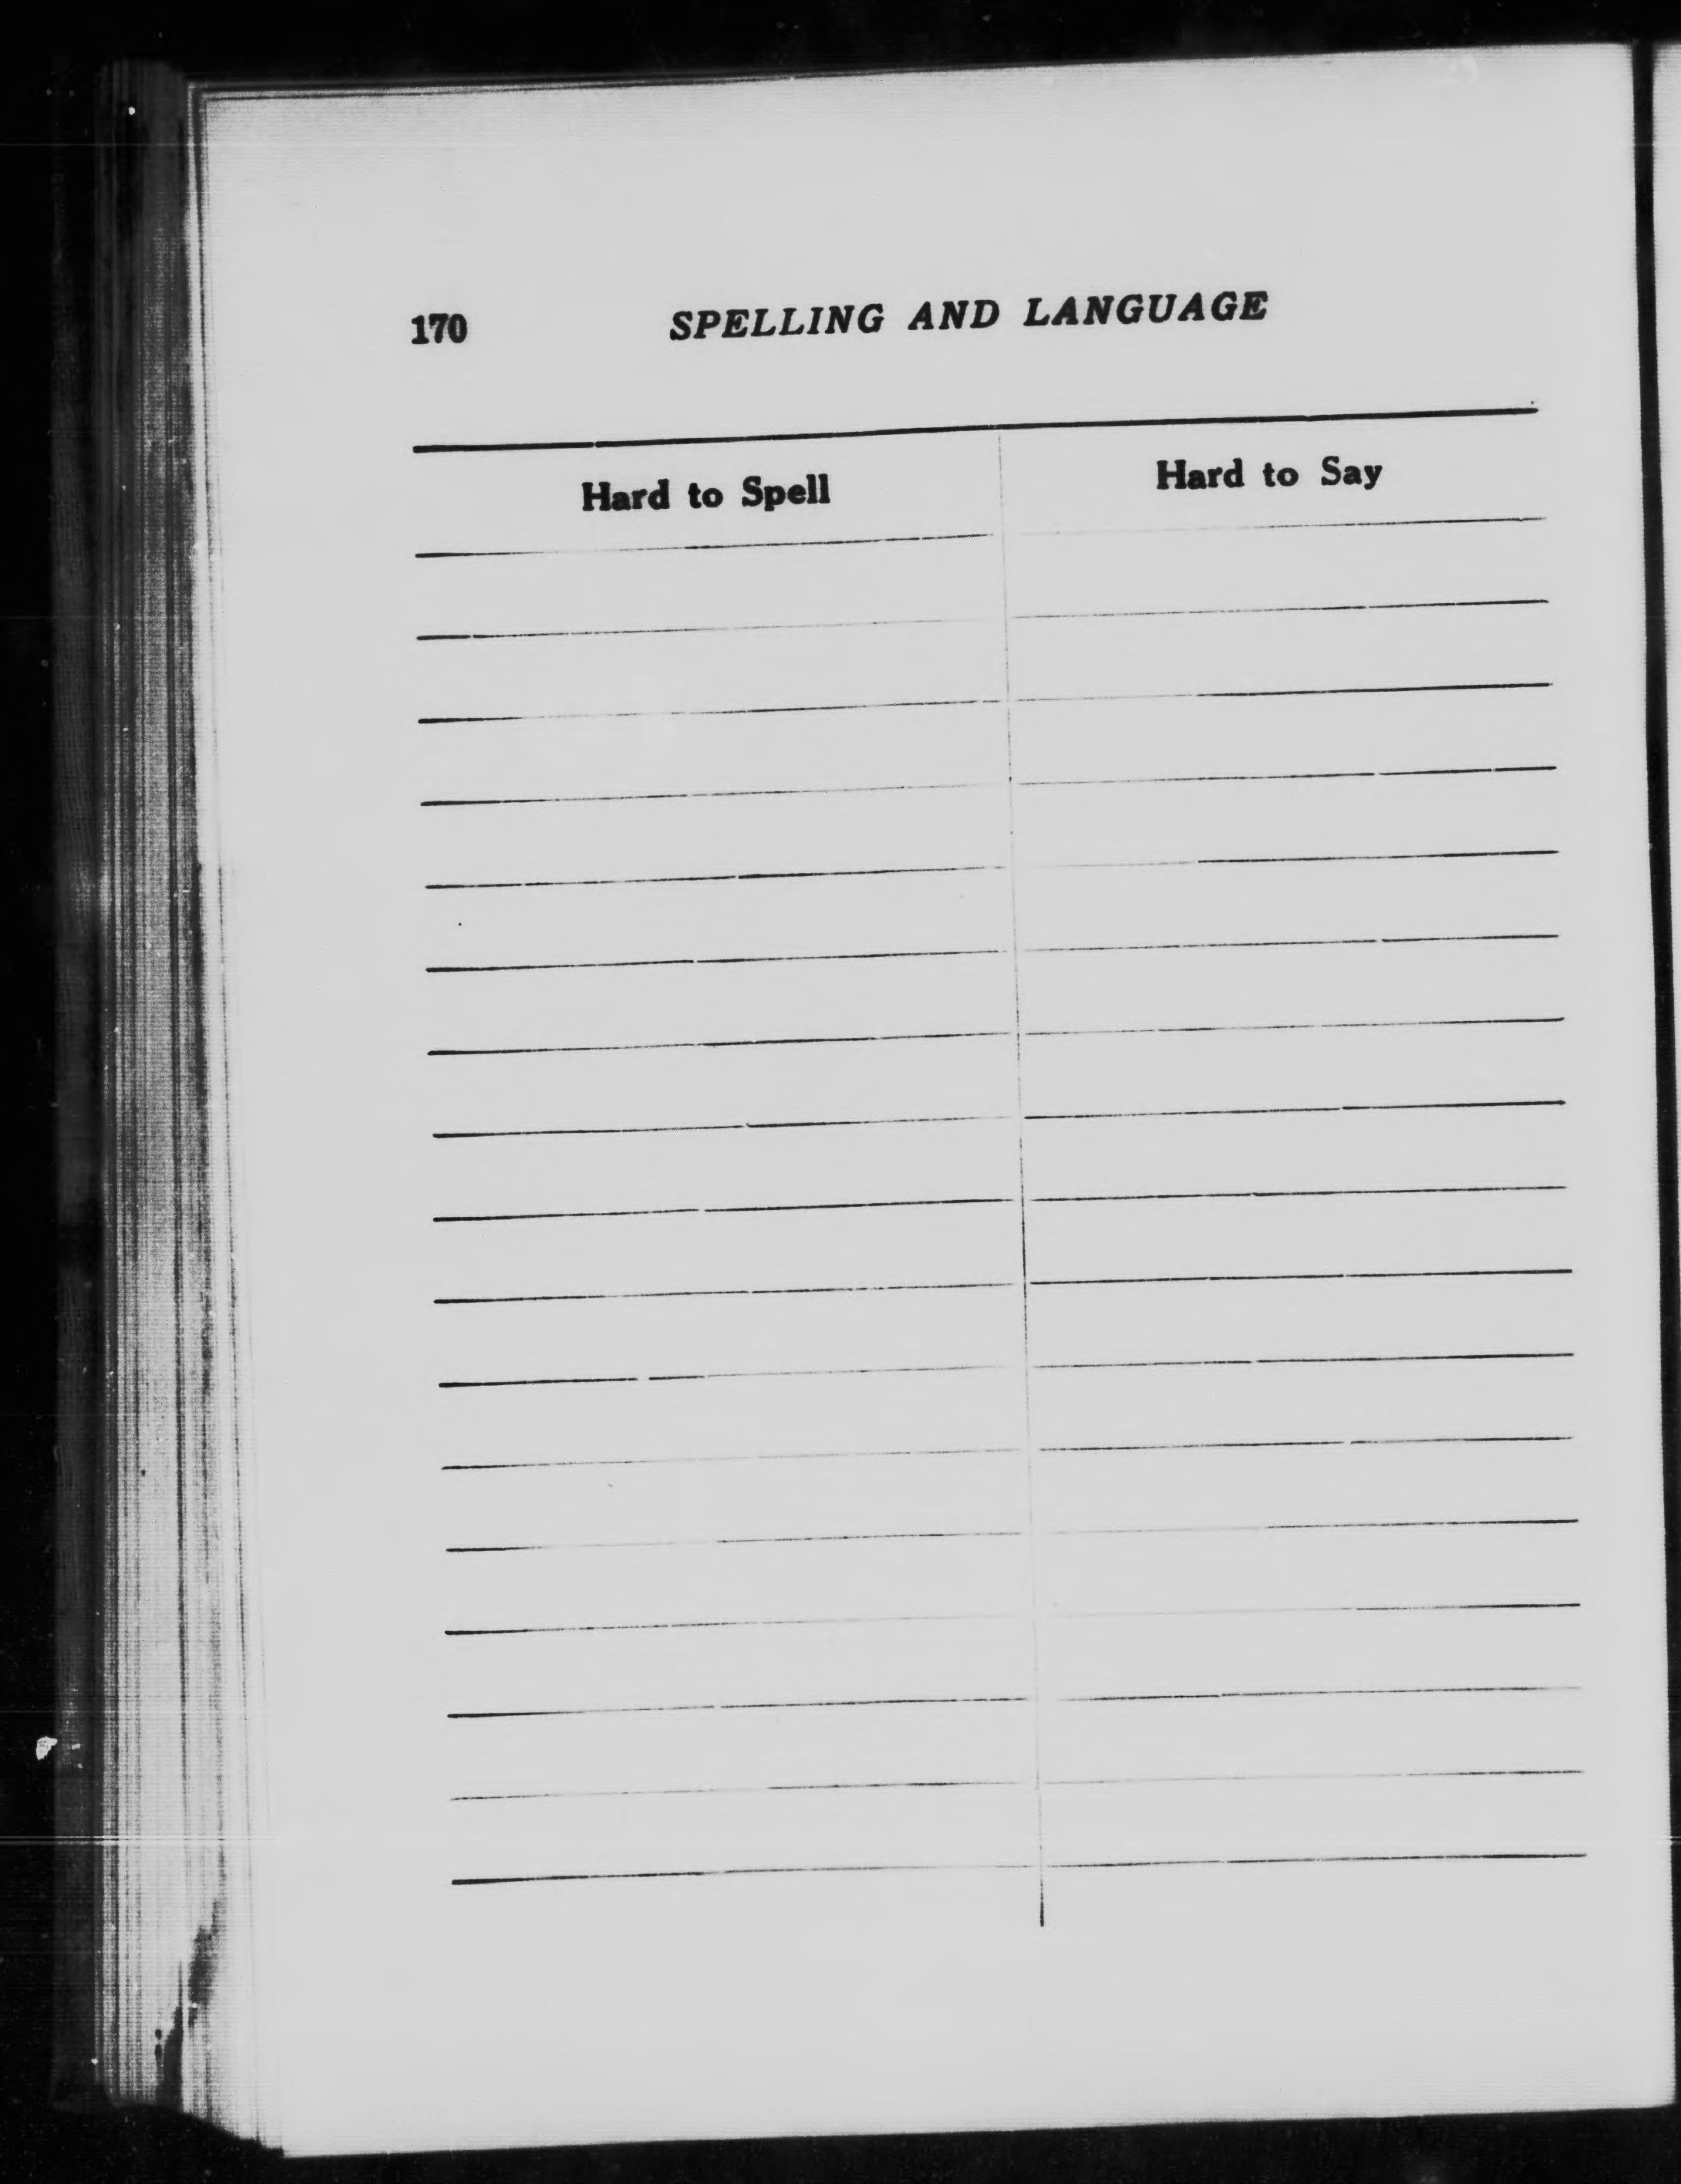 170 SPELLING AND LANGUAGE
Hard to Spell Hard to Say